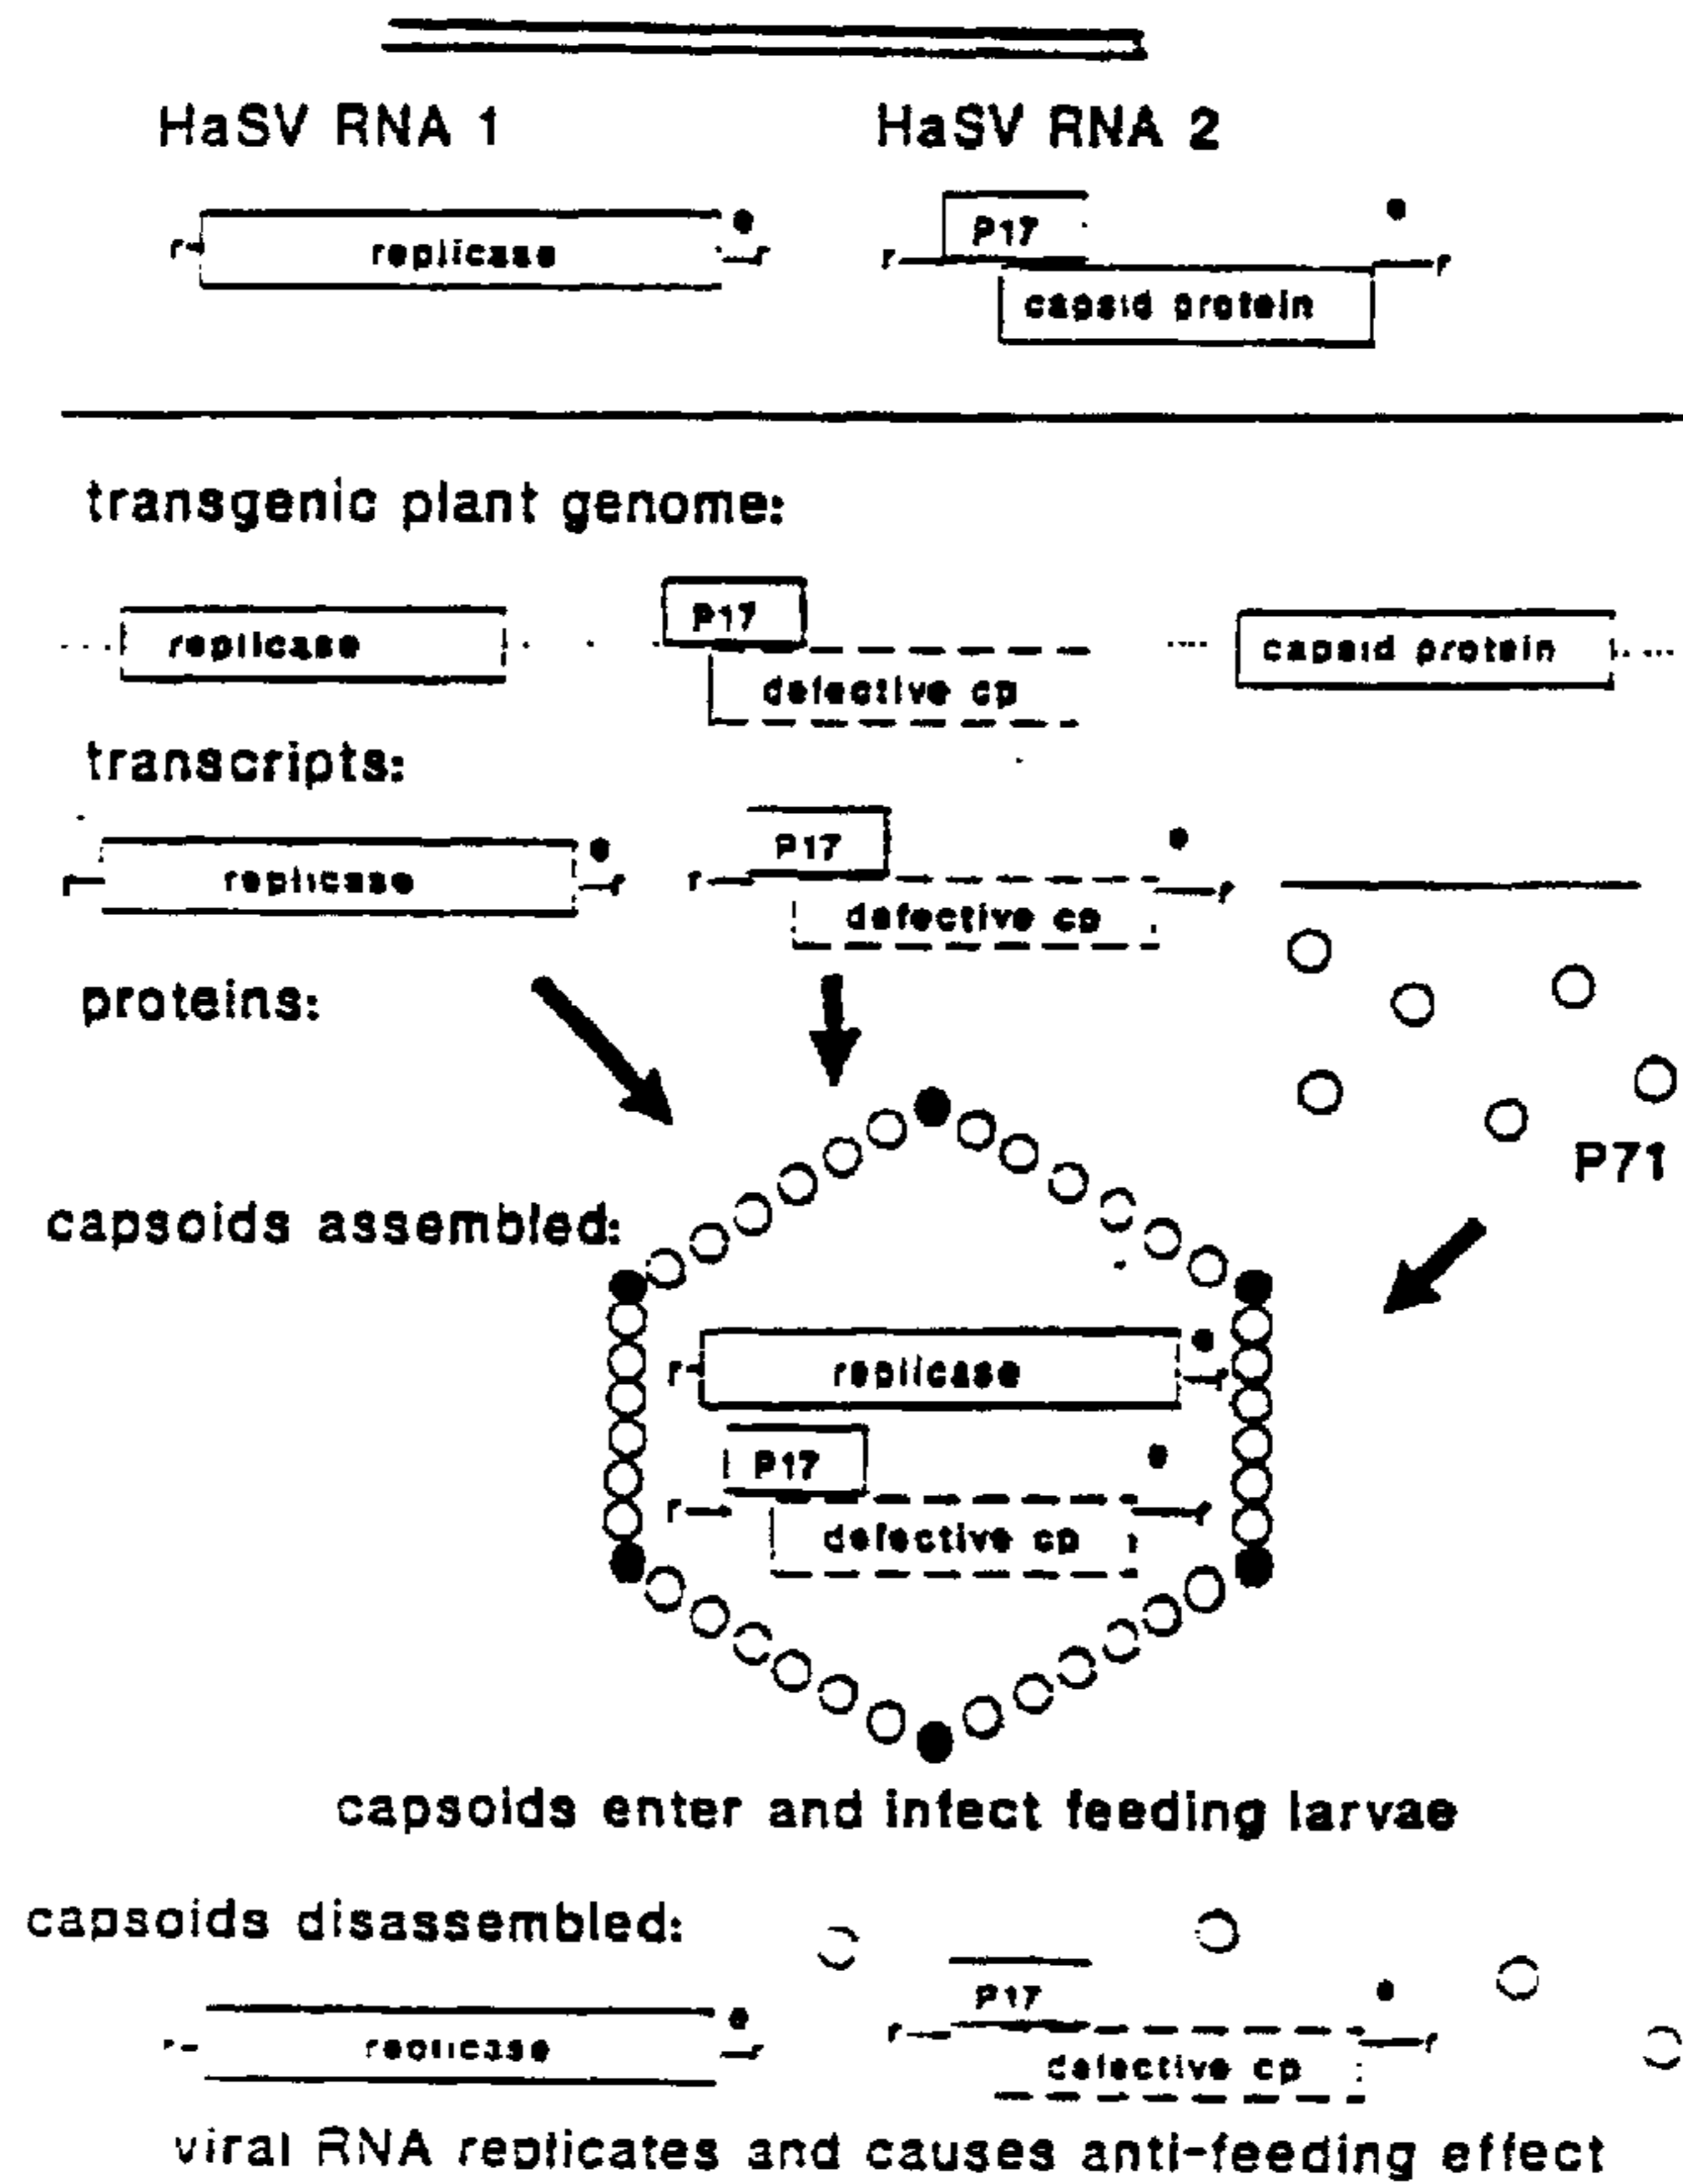 HaSV RNA 1 HaSV RNA 2
r replicase r r P17 r
capsid protein
transgenic plant genome:
replicase P17 capsid protein
defective cp
transcripts:
replicase r r P17 r
defective cp
proteins:
P71
capsoids assembled:
r replicase r
P17
r r
defective cp
capsoids enter and infect feeding larvae
capsoids disassembled:
r replicase r r P17 r
defective cp
viral RNA replicates and causes anti-feeding effect